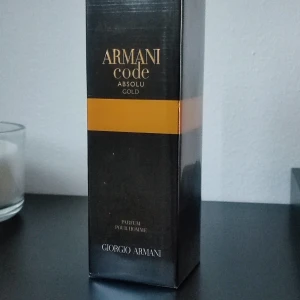 ARMANI
code
ABSOLU
GOLD
PARFUM
POUR HOMME
GIORGIO ARMANI